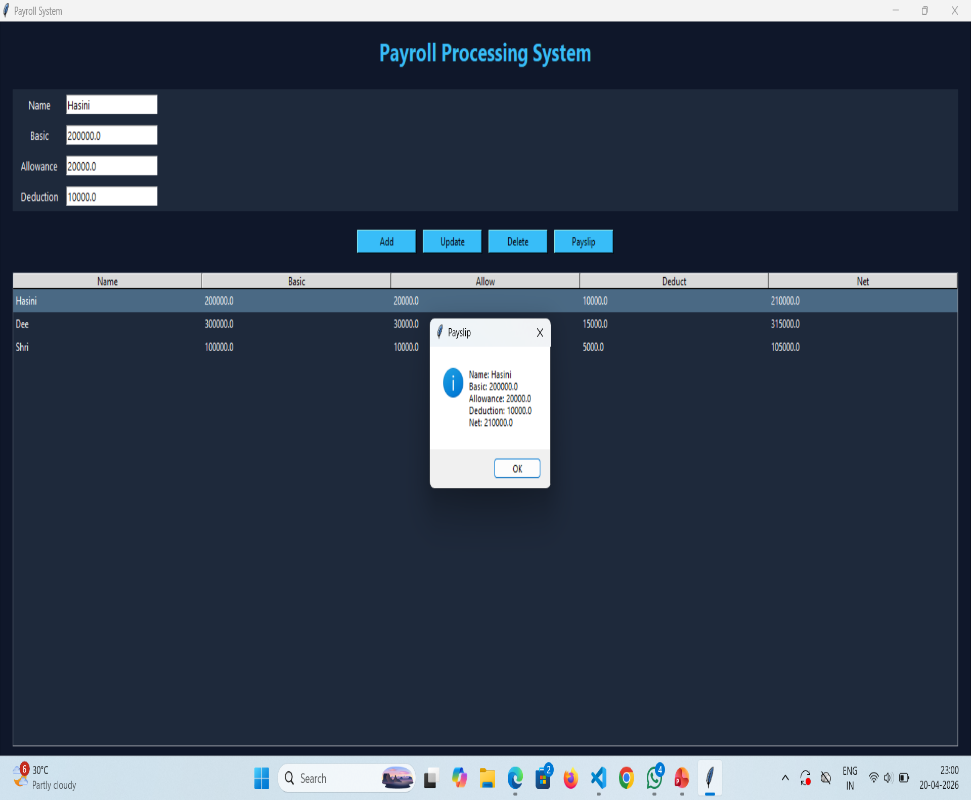 Payroll System
Payroll Processing System
Name Hasini
Basic 200000.0
Allowance 20000.0
Deduction 10000.0
Add Update Delete Payslip
Name Basic Allow Deduct Net
Hasini 200000.0 20000.0 10000.0 210000.0
Dee 300000.0 30000.0 15000.0 315000.0
Shri 100000.0 10000.0 5000.0 105000.0
Payslip
Name: Hasini
Basic: 200000.0
Allowance: 20000.0
Deduction: 10000.0
Net: 210000.0
OK
6 30°C
Partly cloudy
Search
2
4
ENG
IN
23:00
20-04-2026